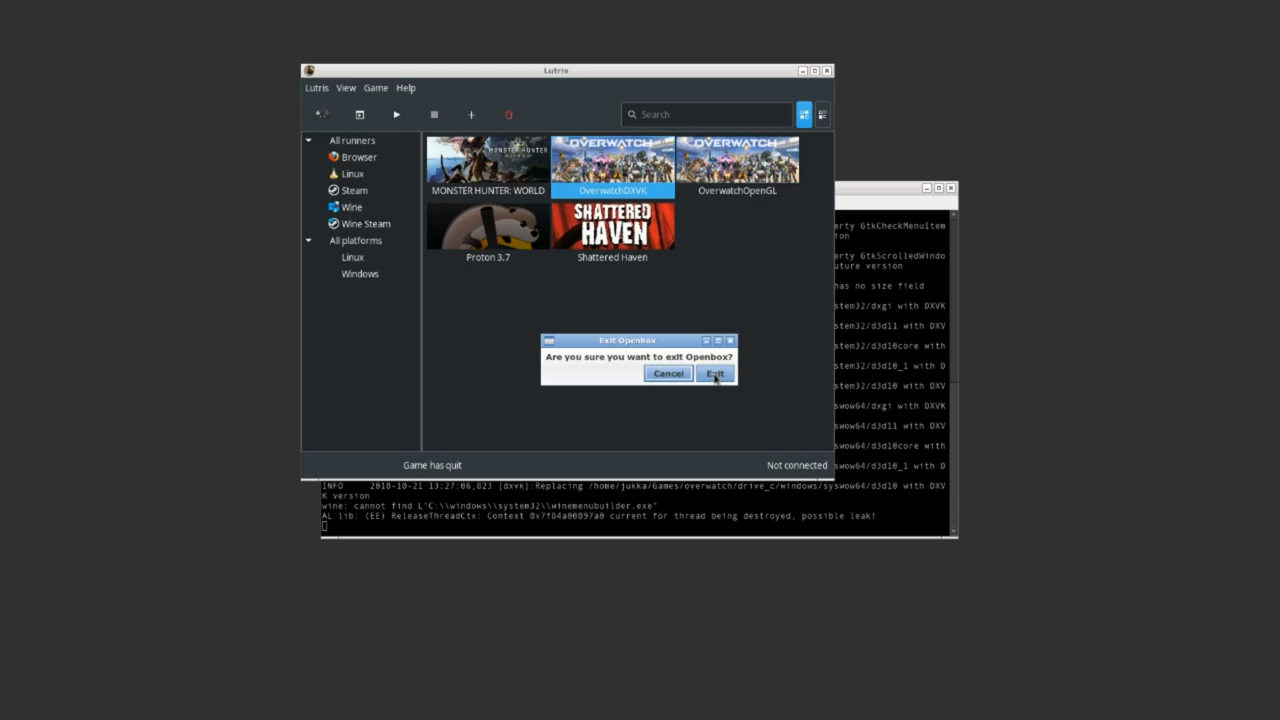 Lutris
Lutris View Game Help
Search
All runners
Browser
Linux
Steam
Wine
Wine Steam
All platforms
Linux
Windows
MONSTER HUNTER
OVERWATCH
OVERWATCH
MONSTER HUNTER: WORLD
OverwatchDXVK
OverwatchOpenGL
SHATTERED
HAVEN
Proton 3.7
Shattered Haven
Exit Openbox
Are you sure you want to exit Openbox?
Cancel Exit
Game has quit
Not connected
erty GtkCheckMenuItem
ion
erty GtkScrolledWindo
uture version
has no size field
stem32/dxgi with DXVK
stem32/d3d11 with DXV
stem32/d3d10core with
stem32/d3d10_1 with D
stem32/d3d10 with DXV
swow64/dxgi with DXVK
swow64/d3d11 with DXV
swow64/d3d10core with
swow64/d3d10_1 with D
INFO 2018-10-21 13:27:06,823 [dxvk]:Replacing /home/jukka/Games/overwatch/drive_c/windows/syswow64/d3d10 with DXV
K version
wine: cannot find L"C:\\windows\\system32\\winemenubuilder.exe"
AL lib: (EE) ReleaseThreadCtx: Context 0x7f84a00097a0 current for thread being destroyed, possible leak!